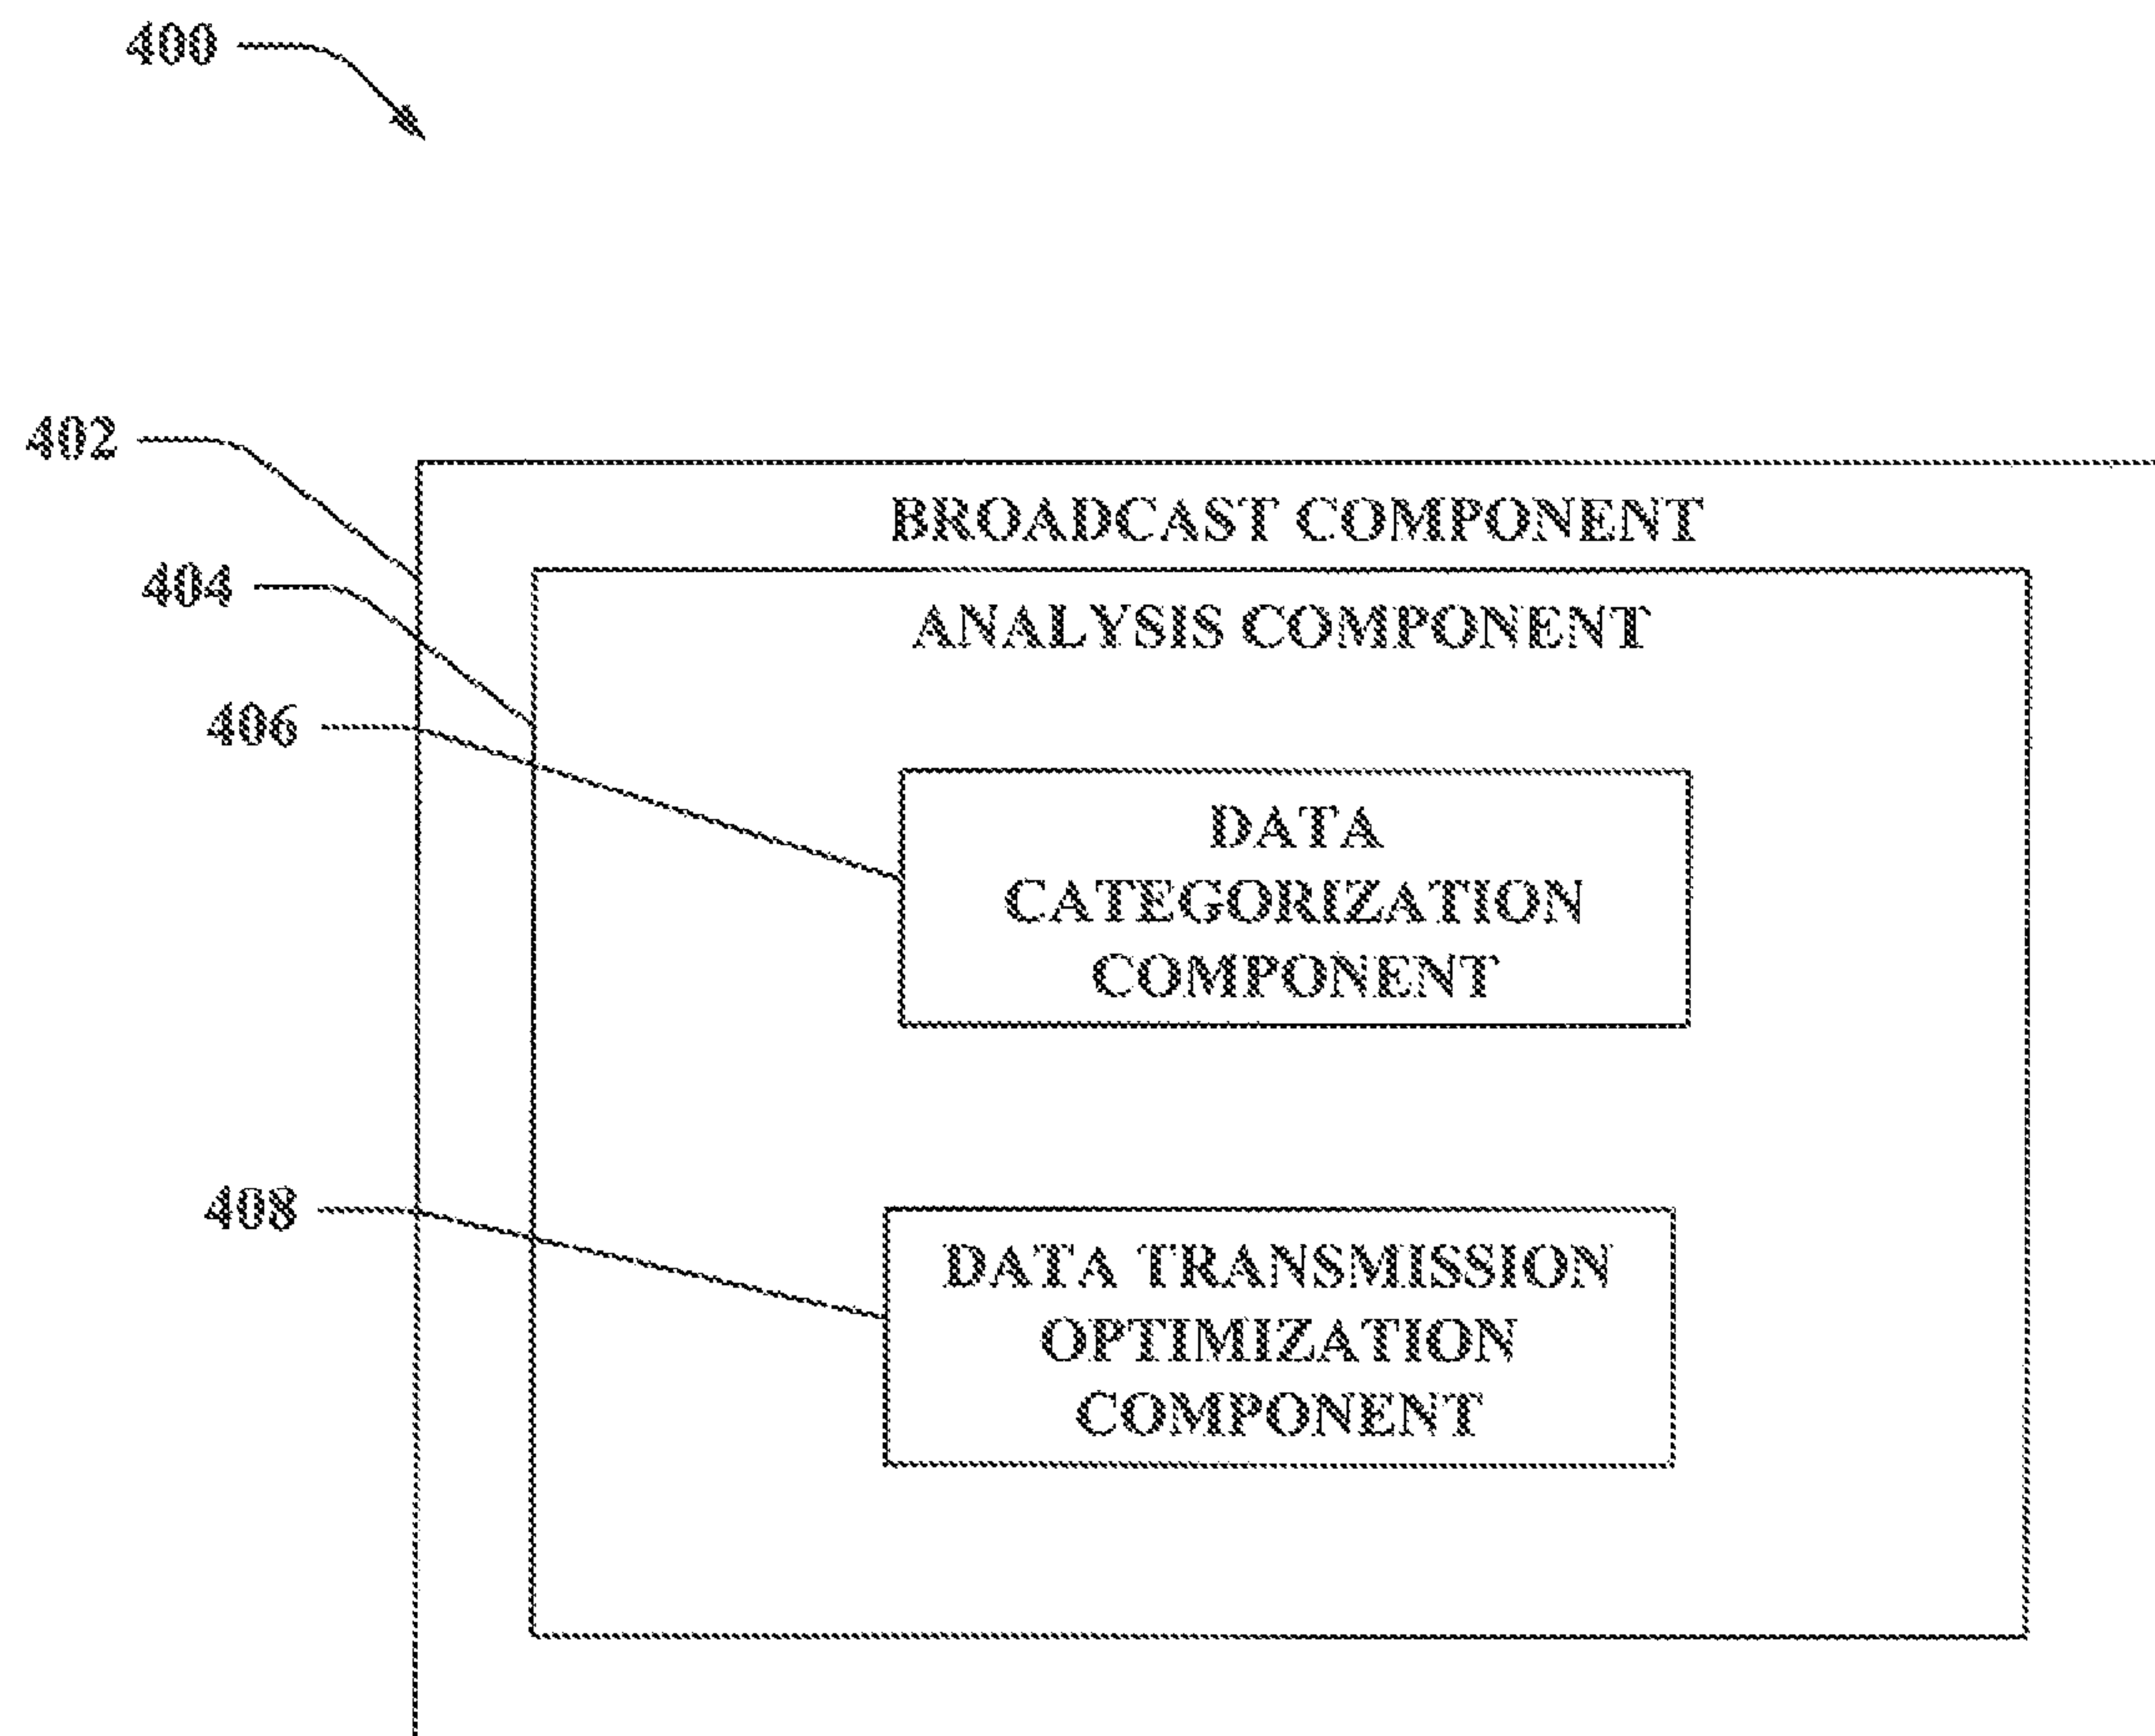 400
402
BROADCAST COMPONENT
404
ANALYSIS COMPONENT
406
DATA
CATEGORIZATION
COMPONENT
408
DATA TRANSMISSION
OPTIMIZATION
COMPONENT